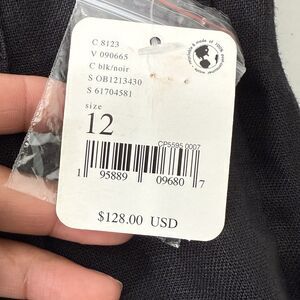 C 8123
V 090665
C blk/noir
S OB1213430
S 61704581
size
12
CP5595 0007
1 95889 09680 7
$128.00 USD